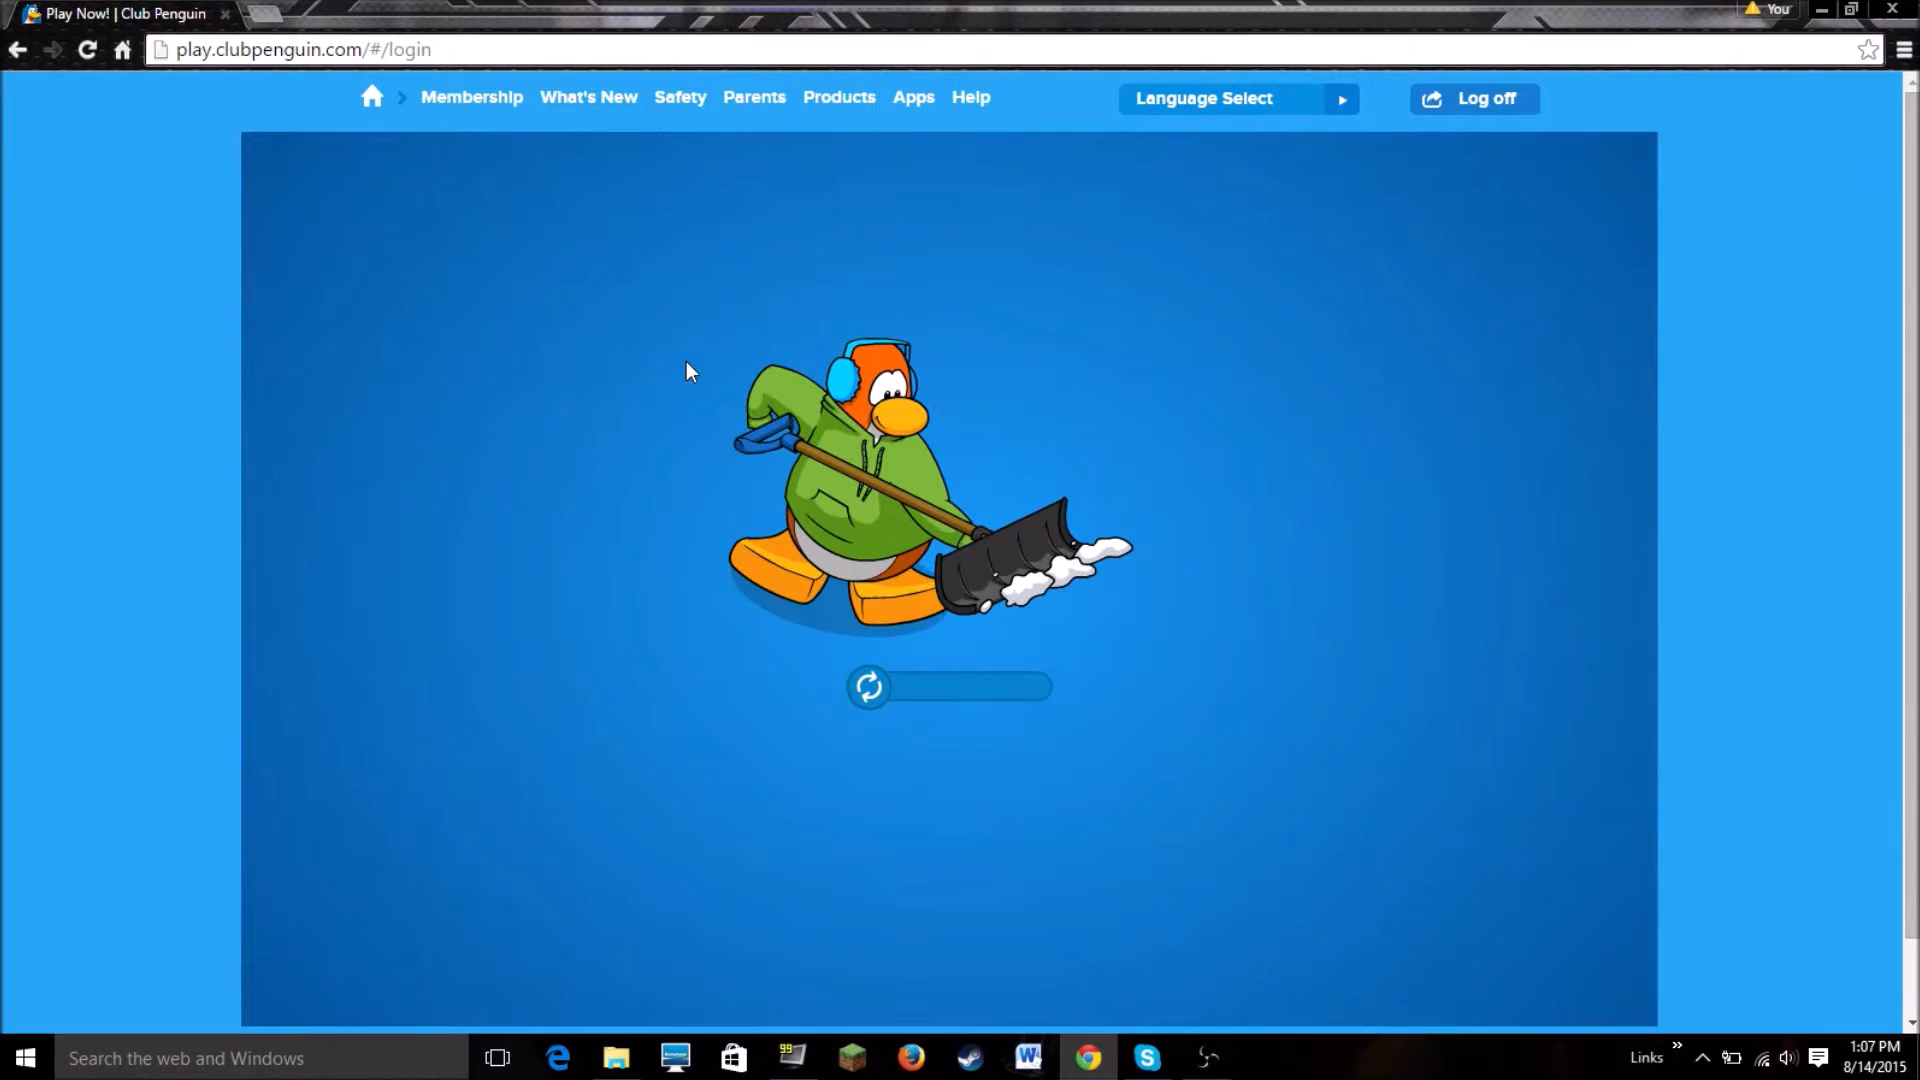 Play Now! | Club Penguin
You
play.clubpenguin.com/#/login
Membership What's New Safety Parents Products Apps Help
Language Select
Log off
Search the web and Windows
99
Links
1:07 PM
8/14/2015